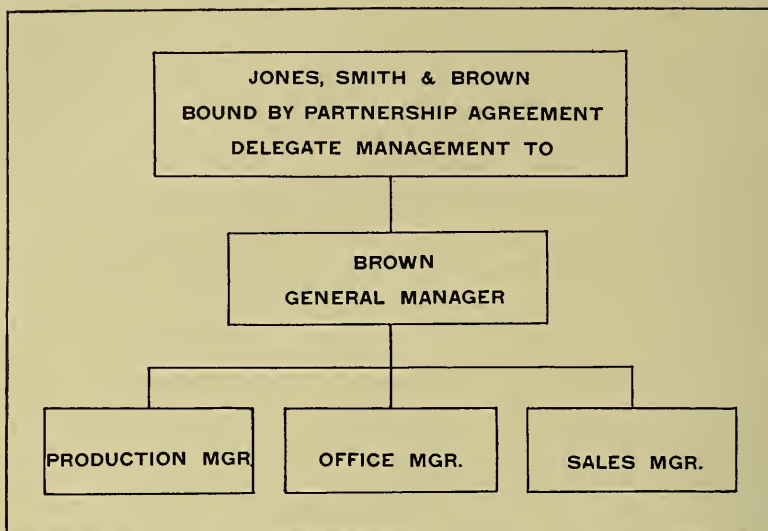 JONES, SMITH & BROWN
BOUND BY PARTNERSHIP AGREEMENT
DELEGATE MANAGEMENT TO
BROWN
GENERAL MANAGER
PRODUCTION MGR
OFFICE MGR.
SALES MGR.